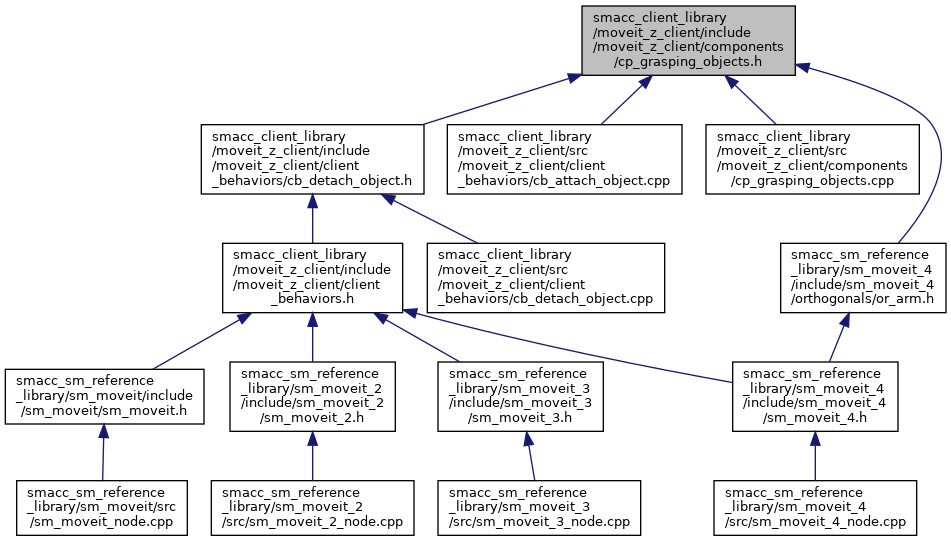 smacc_client_library
/moveit_z_client/include
/moveit_z_client/components
/cp_grasping_objects.h
smacc_client_library
/moveit_z_client/include
/moveit_z_client/client
_behaviors/cb_detach_object.h
smacc_client_library
/moveit_z_client/src
/moveit_z_client/client
_behaviors/cb_attach_object.cpp
smacc_client_library
/moveit_z_client/src
/moveit_z_client/components
/cp_grasping_objects.cpp
smacc_client_library
/moveit_z_client/include
/moveit_z_client/client
_behaviors.h
smacc_client_library
/moveit_z_client/src
/moveit_z_client/client
_behaviors/cb_detach_object.cpp
smacc_sm_reference
_library/sm_moveit_4
/include/sm_moveit_4
/orthogonals/or_arm.h
smacc_sm_reference
_library/sm_moveit/include
/sm_moveit/sm_moveit.h
smacc_sm_reference
_library/sm_moveit_2
/include/sm_moveit_2
/sm_moveit_2.h
smacc_sm_reference
_library/sm_moveit_3
/include/sm_moveit_3
/sm_moveit_3.h
smacc_sm_reference
_library/sm_moveit_4
/include/sm_moveit_4
/sm_moveit_4.h
smacc_sm_reference
_library/sm_moveit/src
/sm_moveit_node.cpp
smacc_sm_reference
_library/sm_moveit_2
/src/sm_moveit_2_node.cpp
smacc_sm_reference
_library/sm_moveit_3
/src/sm_moveit_3_node.cpp
smacc_sm_reference
_library/sm_moveit_4
/src/sm_moveit_4_node.cpp